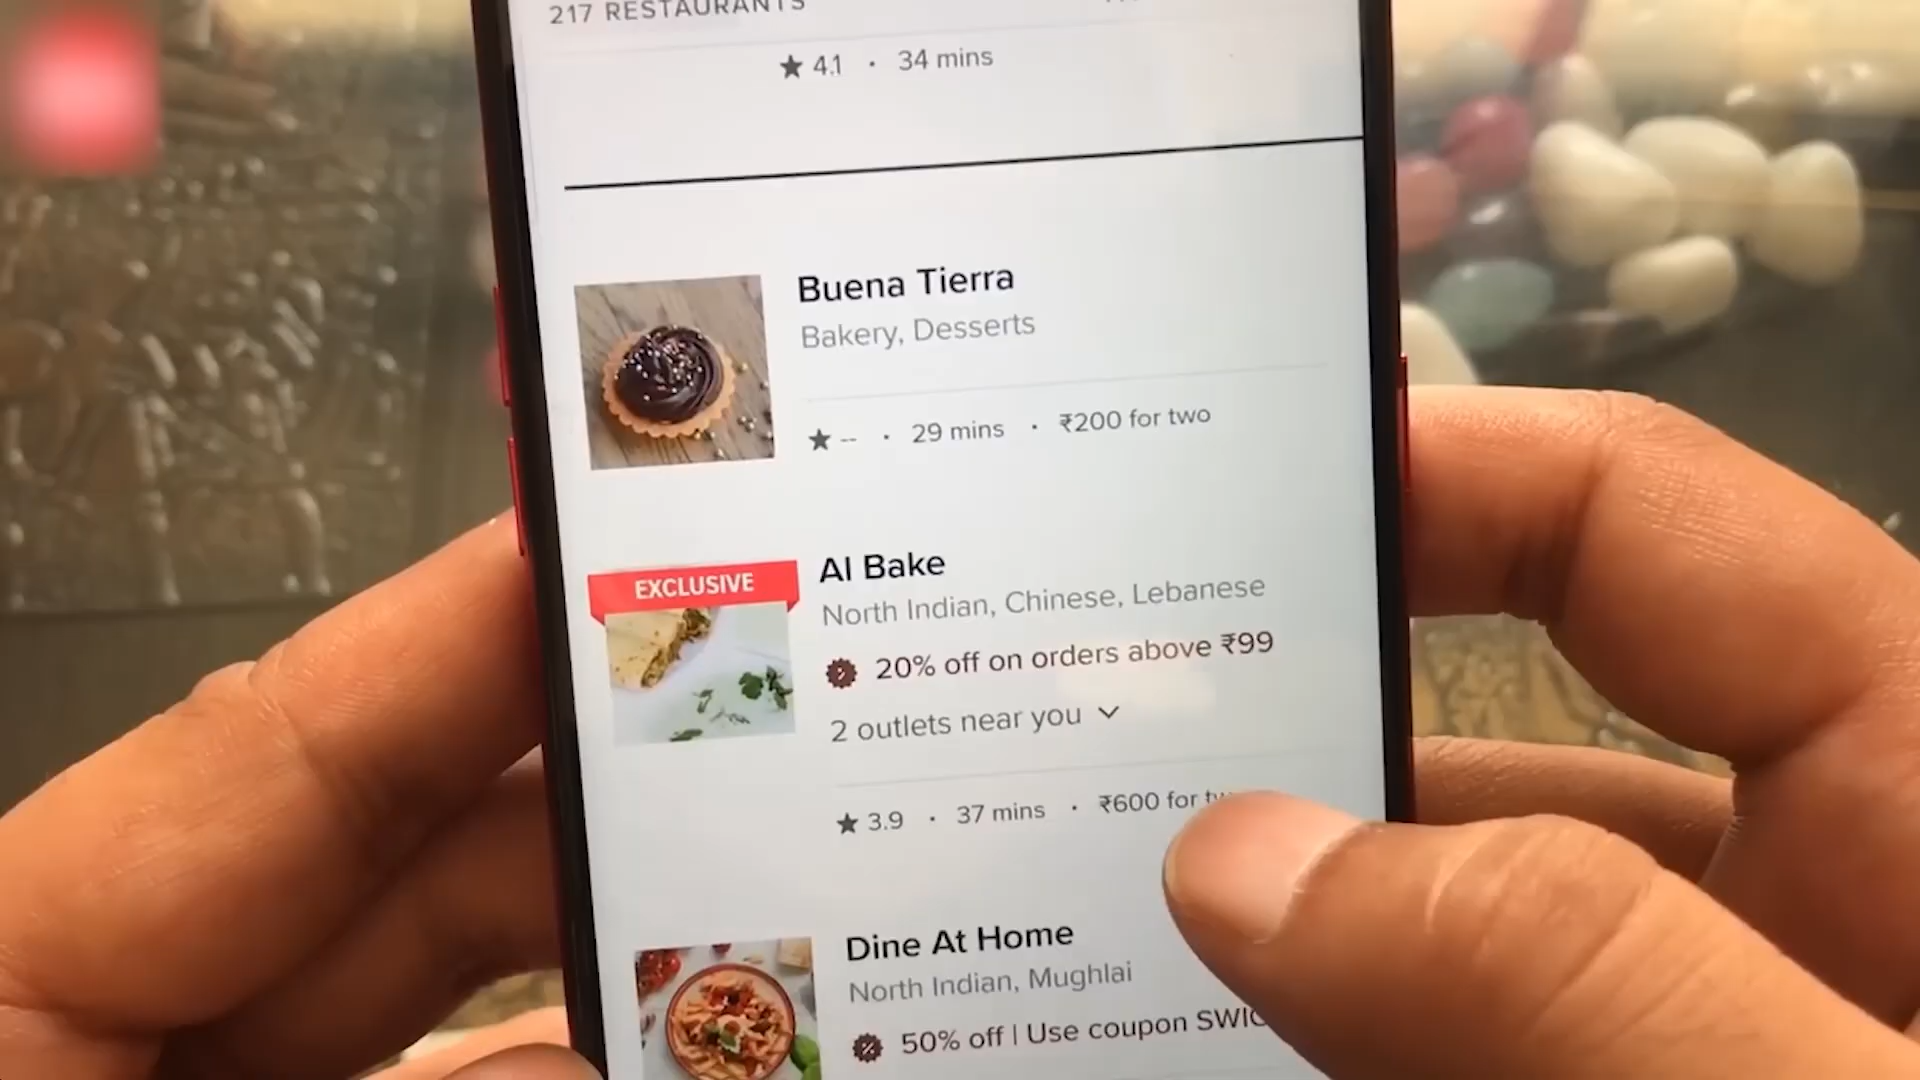 217 RESTAURANTS
★ 4.1 • 34 mins
Buena Tierra
Bakery, Desserts
★ -- • 29 mins • ₹200 for two
EXCLUSIVE
Al Bake
North Indian, Chinese, Lebanese
20% off on orders above ₹99
2 outlets near you
★ 3.9 • 37 mins • ₹600 for
Dine At Home
North Indian, Mughlai
50% off | Use coupon